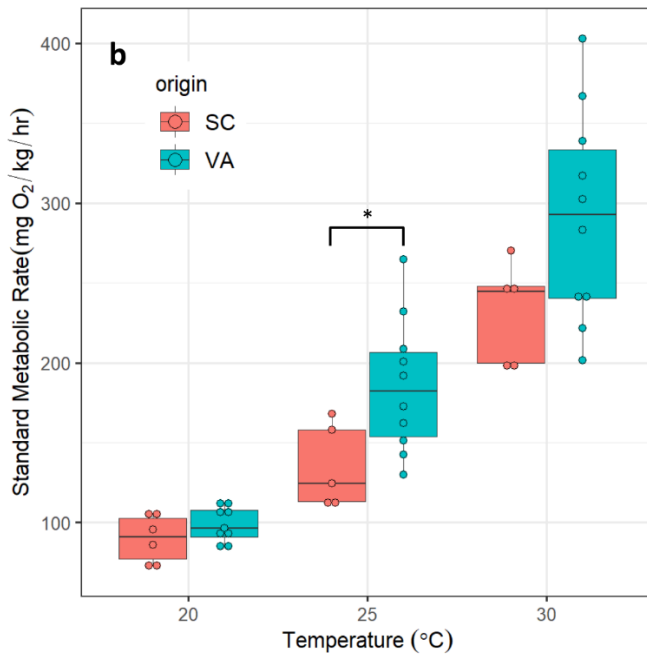 b
origin
SC
VA
*
400
300
200
100
Standard Metabolic Rate(mg O₂/kg/hr)
20
25
30
Temperature (°C)